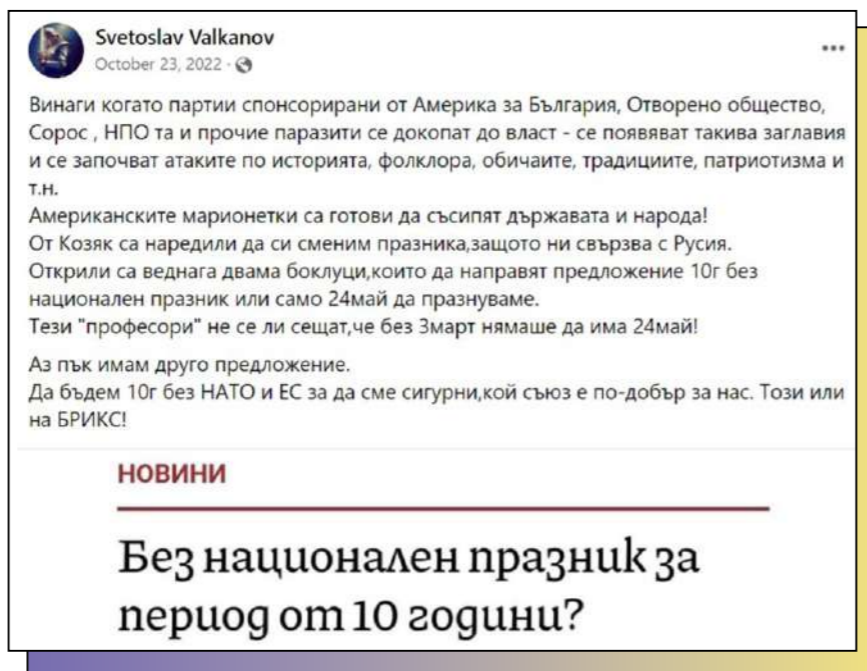 Svetoslav Valkanov
October 23, 2022 ·
Винаги когато партии спонсорирани от Америка за България, Отворено общество,
Сорос , НПО та и прочие паразити се докопат до власт - се появяват такива заглавия
и се започват атаките по историята, фолклора, обичаите, традициите, патриотизма и
т.н.
Американските марионетки са готови да съсипят държавата и народа!
От Козяк са наредили да си сменим празника,защото ни свързва с Русия.
Открили са веднага двама боклуци,които да направят предложение 10г без
национален празник или само 24май да празнуваме.
Тези "професори" не се ли сещат,че без 3март нямаше да има 24май!
Аз пък имам друго предложение.
Да бъдем 10г без НАТО и ЕС за да сме сигурни,кой съюз е по-добър за нас. Този или
на БРИКС!
НОВИНИ
Без национален празник за
период от 10 години?